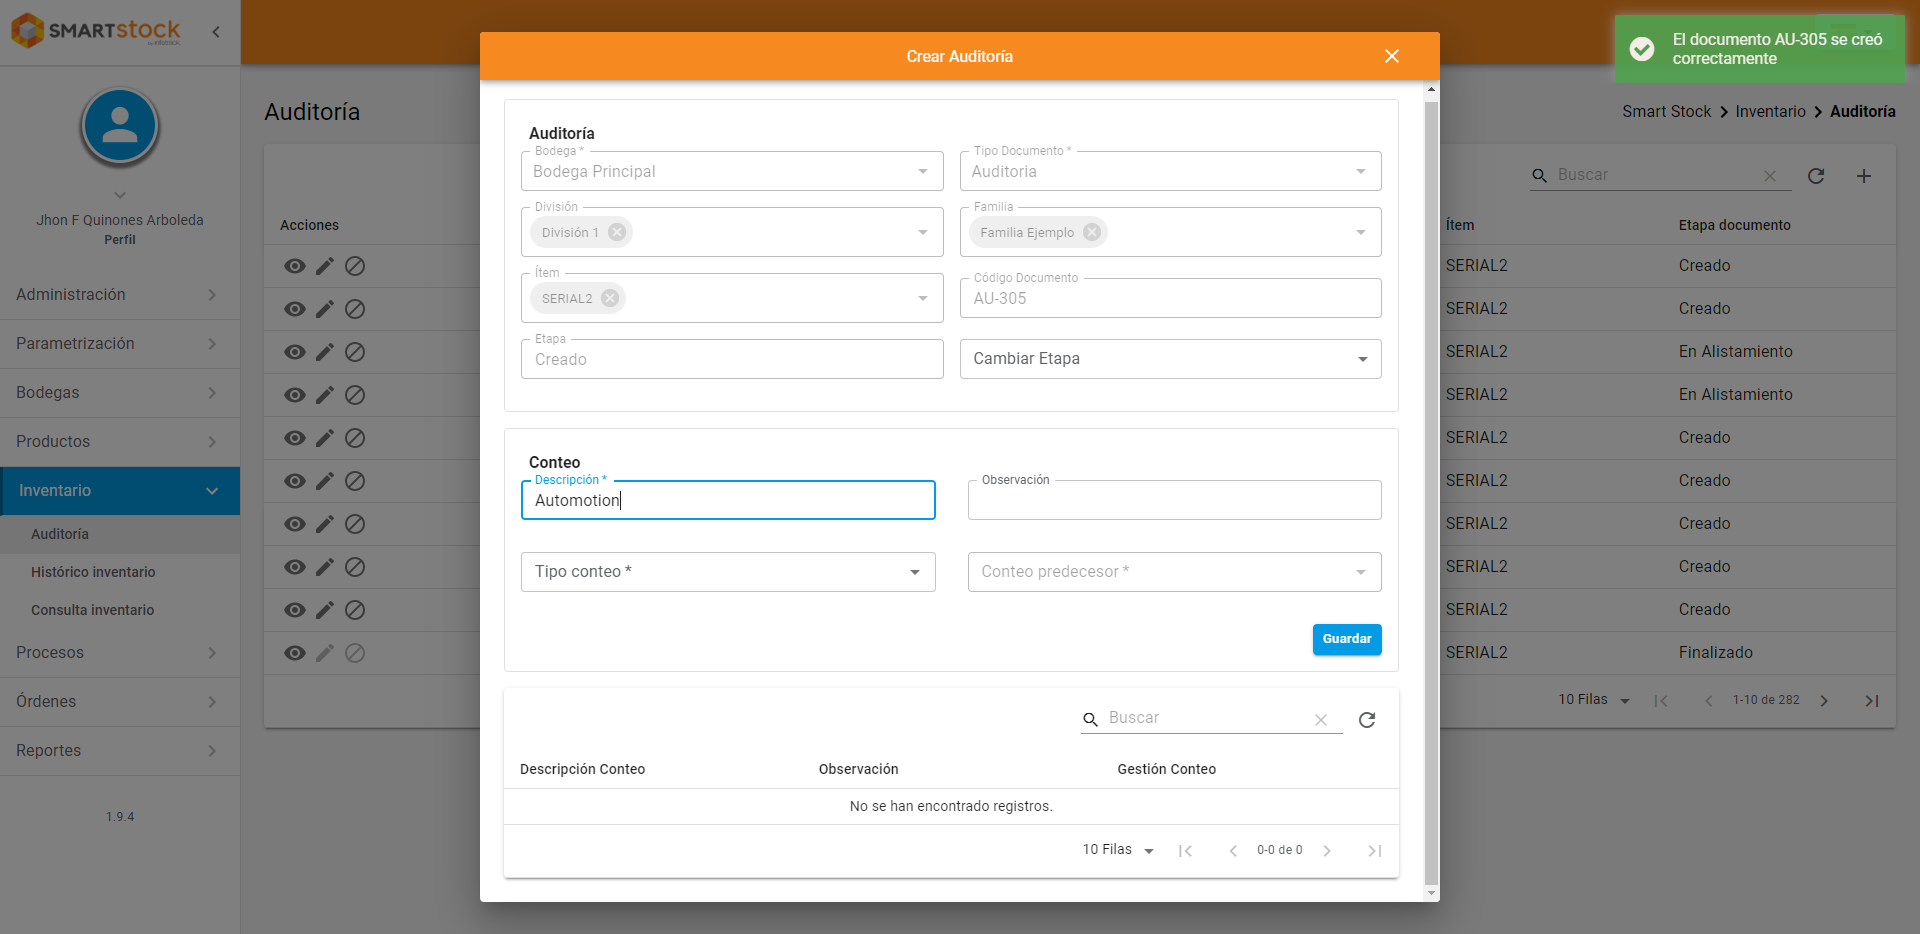 SMARTSTOCK
by infotrack
Jhon F Quinones Arboleda
Perfil
Administración
Parametrización
Bodegas
Productos
Inventario
Auditoría
Histórico inventario
Consulta inventario
Procesos
Órdenes
Reportes
1.9.4
El documento AU-305 se creó
correctamente
Auditoría
Smart Stock > Inventario > Auditoría
Buscar
Acciones
Ítem Etapa documento
SERIAL2 Creado
SERIAL2 Creado
SERIAL2 En Alistamiento
SERIAL2 En Alistamiento
SERIAL2 Creado
SERIAL2 Creado
SERIAL2 Creado
SERIAL2 Creado
SERIAL2 Creado
SERIAL2 Finalizado
10 Filas 1-10 de 282
Crear Auditoría
Auditoría
Bodega * Tipo Documento *
Bodega Principal Auditoria
División Familia
División 1 Familia Ejemplo
Ítem Código Documento
SERIAL2 AU-305
Etapa
Creado Cambiar Etapa
Conteo
Descripción * Observación
Automotion
Tipo conteo * Conteo predecesor *
Guardar
Buscar
Descripción Conteo Observación Gestión Conteo
No se han encontrado registros.
10 Filas 0-0 de 0